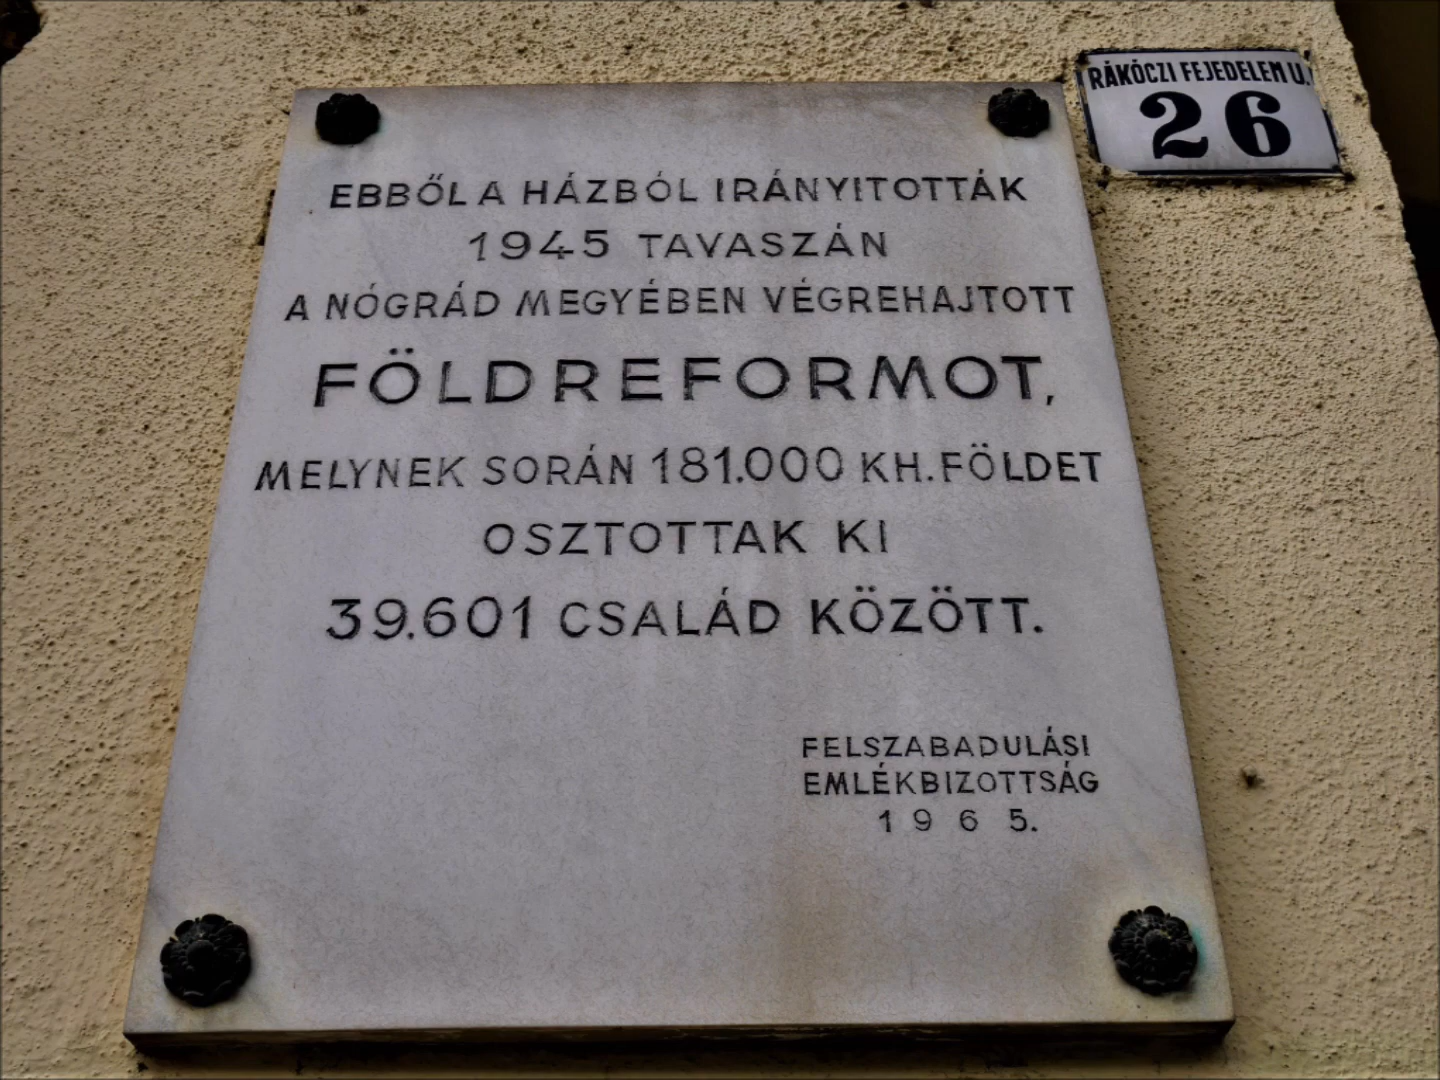 RÁKÓCZI FEJEDELEM U.
26
EBBŐL A HÁZBÓL IRÁNYITOTTÁK
1945 TAVASZÁN
A NÓGRÁD MEGYÉBEN VÉGREHAJTOTT
FÖLDREFORMOT,
MELYNEK SORÁN 181.000 KH. FÖLDET
OSZTOTTAK KI
39.601 CSALÁD KÖZÖTT.
FELSZABADULÁSI
EMLÉKBIZOTTSÁG
1965.